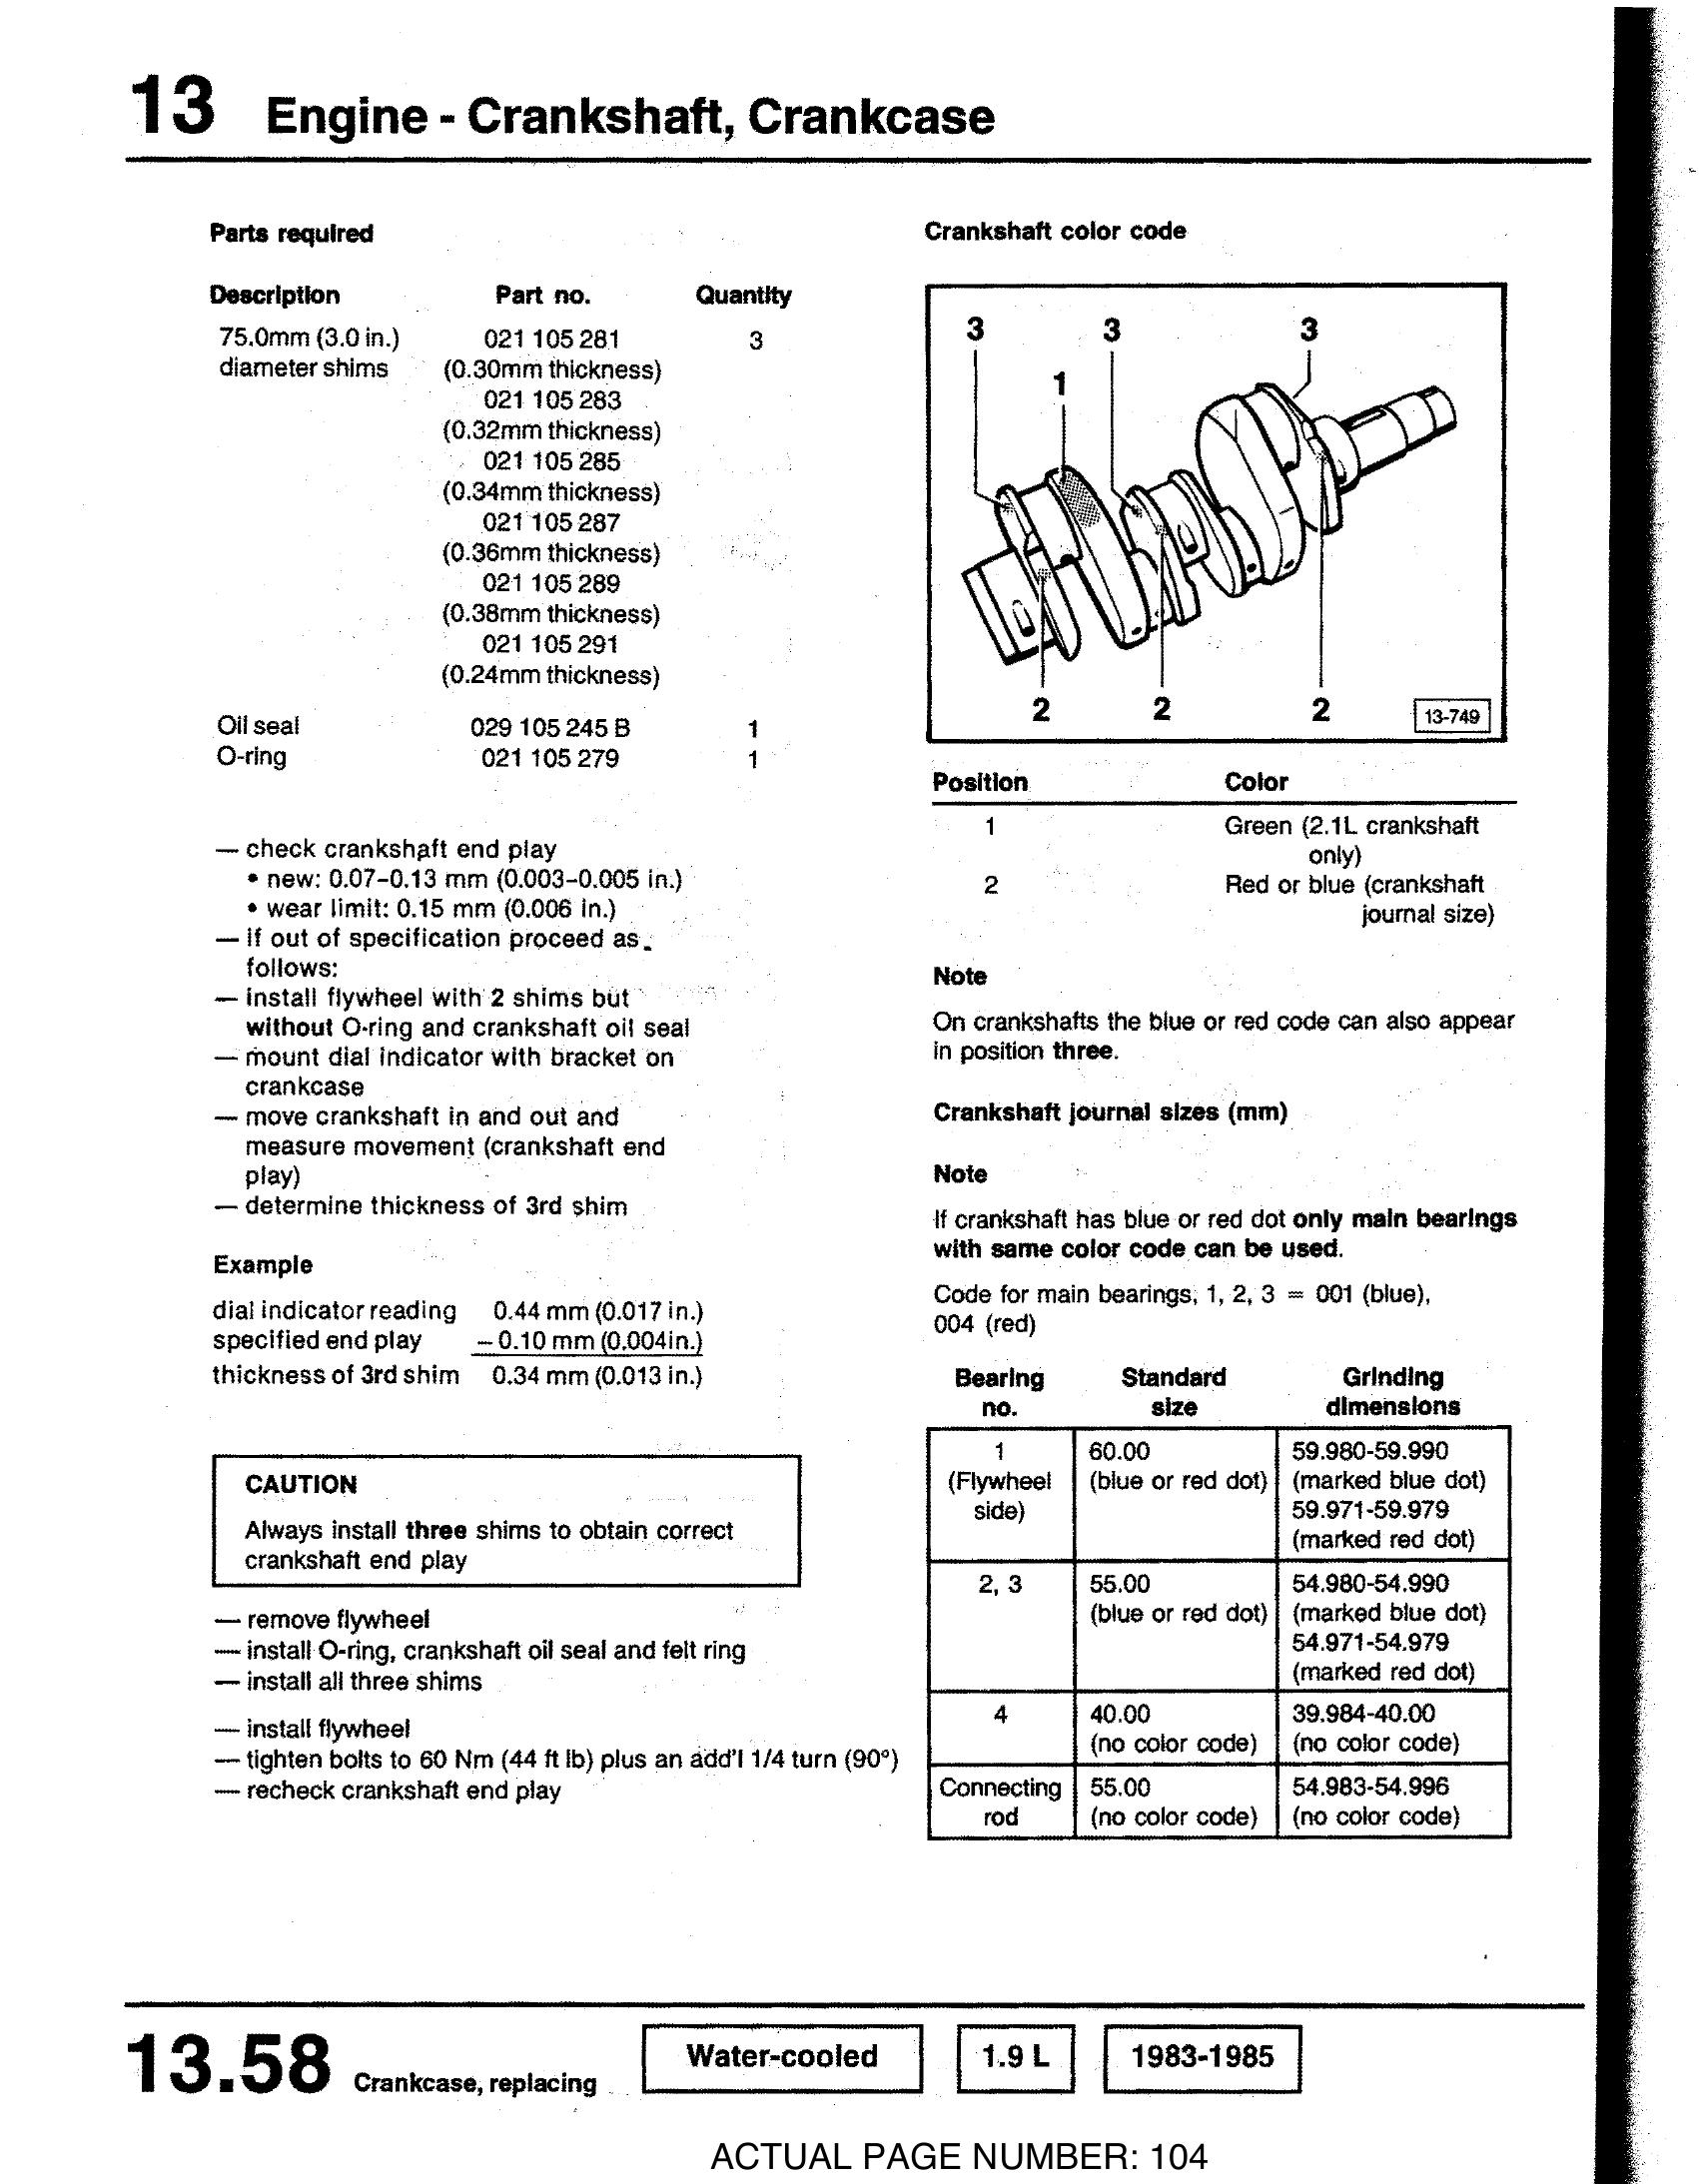 13 Engine - Crankshaft, Crankcase
Parts required
Description Part no. Quantity
75.0mm (3.0 in.) 021 105 281 3
diameter shims (0.30mm thickness)
021 105 283
(0.32mm thickness)
021 105 285
(0.34mm thickness)
021 105 287
(0.36mm thickness)
021 105 289
(0.38mm thickness)
021 105 291
(0.24mm thickness)
Oil seal 029 105 245 B 1
O-ring 021 105 279 1
— check crankshaft end play
• new: 0.07-0.13 mm (0.003-0.005 in.)
• wear limit: 0.15 mm (0.006 in.)
— if out of specification proceed as
follows:
— install flywheel with 2 shims but
without O-ring and crankshaft oil seal
— mount dial indicator with bracket on
crankcase
— move crankshaft in and out and
measure movement (crankshaft end
play)
— determine thickness of 3rd shim
Example
dial indicator reading 0.44 mm (0.017 in.)
specified end play – 0.10 mm (0.004in.)
thickness of 3rd shim 0.34 mm (0.013 in.)
CAUTION
Always install three shims to obtain correct
crankshaft end play
— remove flywheel
— install O-ring, crankshaft oil seal and felt ring
— install all three shims
— install flywheel
— tighten bolts to 60 Nm (44 ft lb) plus an add'l 1/4 turn (90°)
— recheck crankshaft end play
Crankshaft color code
3 3 3
1
2 2 2
13-749
Position Color
1 Green (2.1L crankshaft
only)
2 Red or blue (crankshaft
journal size)
Note
On crankshafts the blue or red code can also appear
in position three.
Crankshaft journal sizes (mm)
Note
If crankshaft has blue or red dot only main bearings
with same color code can be used.
Code for main bearings, 1, 2, 3 = 001 (blue),
004 (red)
Bearing Standard Grinding
no. size dimensions
1 60.00 59.980-59.990
(Flywheel (blue or red dot) (marked blue dot)
side) 59.971-59.979
(marked red dot)
2, 3 55.00 54.980-54.990
(blue or red dot) (marked blue dot)
54.971-54.979
(marked red dot)
4 40.00 39.984-40.00
(no color code) (no color code)
Connecting 55.00 54.983-54.996
rod (no color code) (no color code)
13.58 Crankcase, replacing Water-cooled 1.9 L 1983-1985
ACTUAL PAGE NUMBER: 104